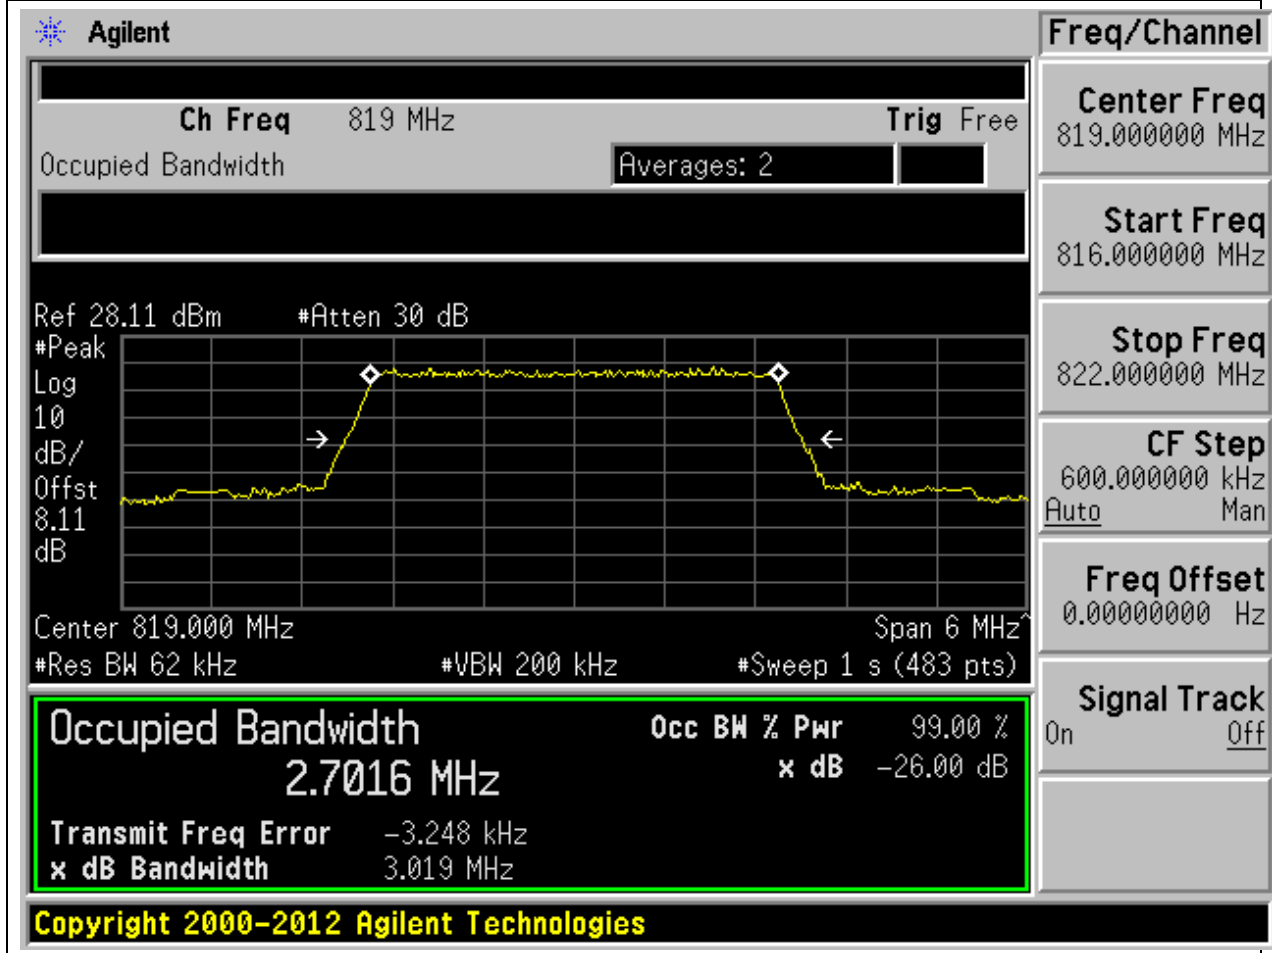 Agilent
Freq/Channel
Ch Freq 819 MHz Trig Free
Occupied Bandwidth Averages: 2
Center Freq
819.000000 MHz
Start Freq
816.000000 MHz
Stop Freq
822.000000 MHz
CF Step
600.000000 kHz
Auto Man
Freq Offset
0.00000000 Hz
Signal Track
On Off
Ref 28.11 dBm #Atten 30 dB
#Peak
Log
10
dB/
Offst
8.11
dB
Center 819.000 MHz Span 6 MHz^
#Res BW 62 kHz #VBW 200 kHz #Sweep 1 s (483 pts)
Occupied Bandwidth
2.7016 MHz
Occ BW % Pwr 99.00 %
x dB -26.00 dB
Transmit Freq Error -3.248 kHz
x dB Bandwidth 3.019 MHz
Copyright 2000-2012 Agilent Technologies